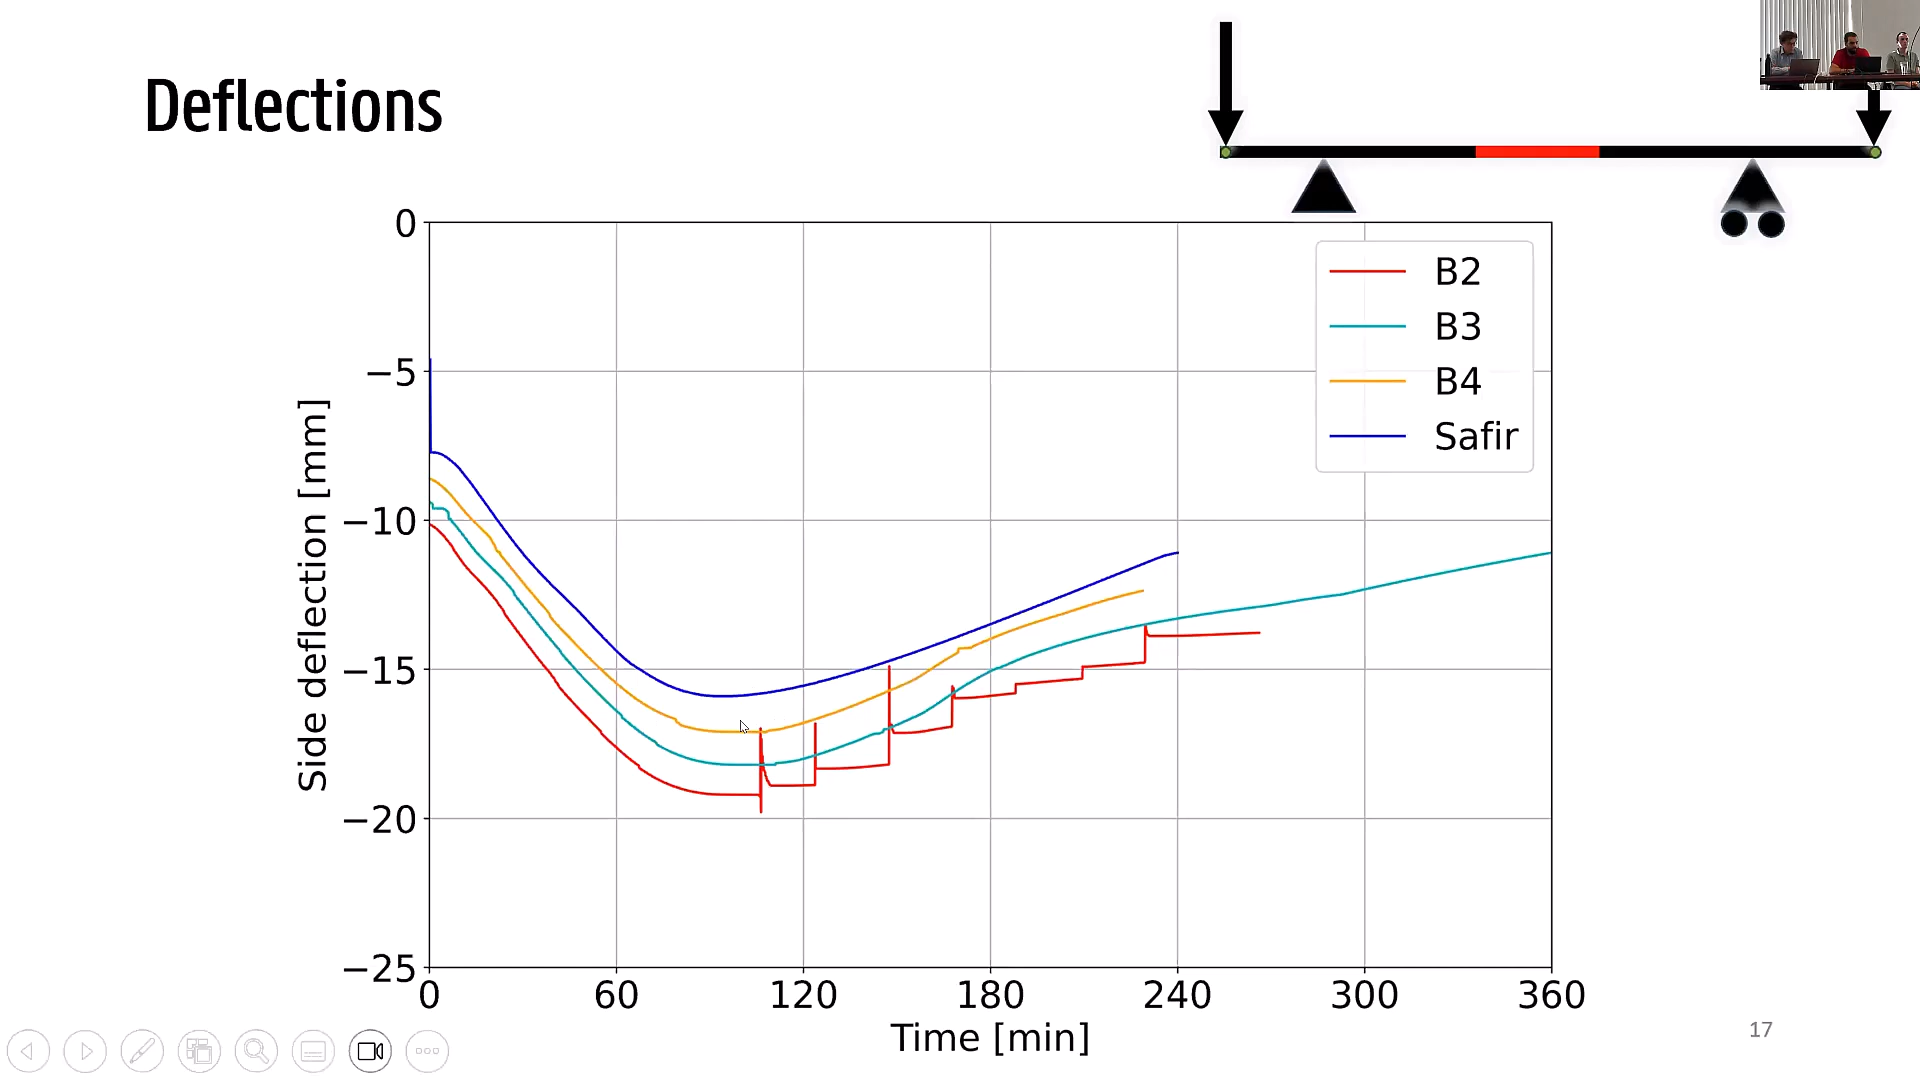 Deflections
0
−5
−10
−15
−20
−25
Side deflection [mm]
B2
B3
B4
Safir
0 60 120 180 240 300 360
Time [min]
17